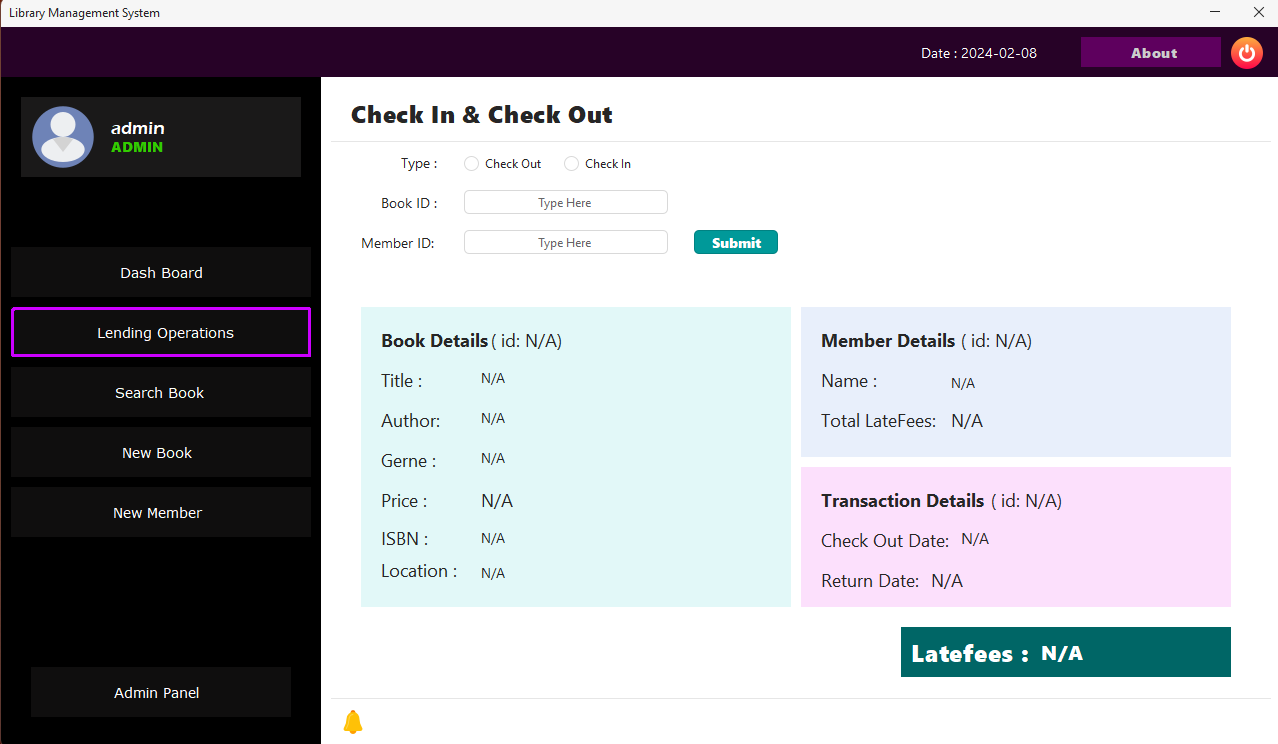 Library Management System
Date : 2024-02-08
About
admin
ADMIN
Dash Board
Lending Operations
Search Book
New Book
New Member
Admin Panel
Check In & Check Out
Type : Check Out Check In
Book ID : Type Here
Member ID: Type Here Submit
Book Details ( id: N/A)
Title : N/A
Author: N/A
Gerne : N/A
Price : N/A
ISBN : N/A
Location : N/A
Member Details ( id: N/A)
Name : N/A
Total LateFees: N/A
Transaction Details ( id: N/A)
Check Out Date: N/A
Return Date: N/A
Latefees : N/A